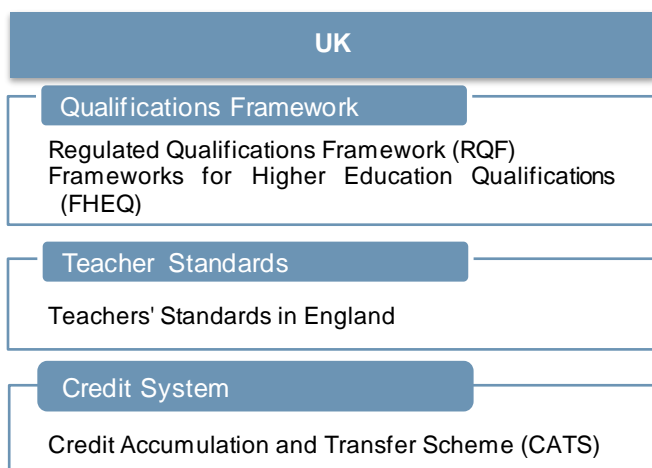 UK
Qualifications Framework
Regulated Qualifications Framework (RQF)
Frameworks for Higher Education Qualifications
(FHEQ)
Teacher Standards
Teachers' Standards in England
Credit System
Credit Accumulation and Transfer Scheme (CATS)